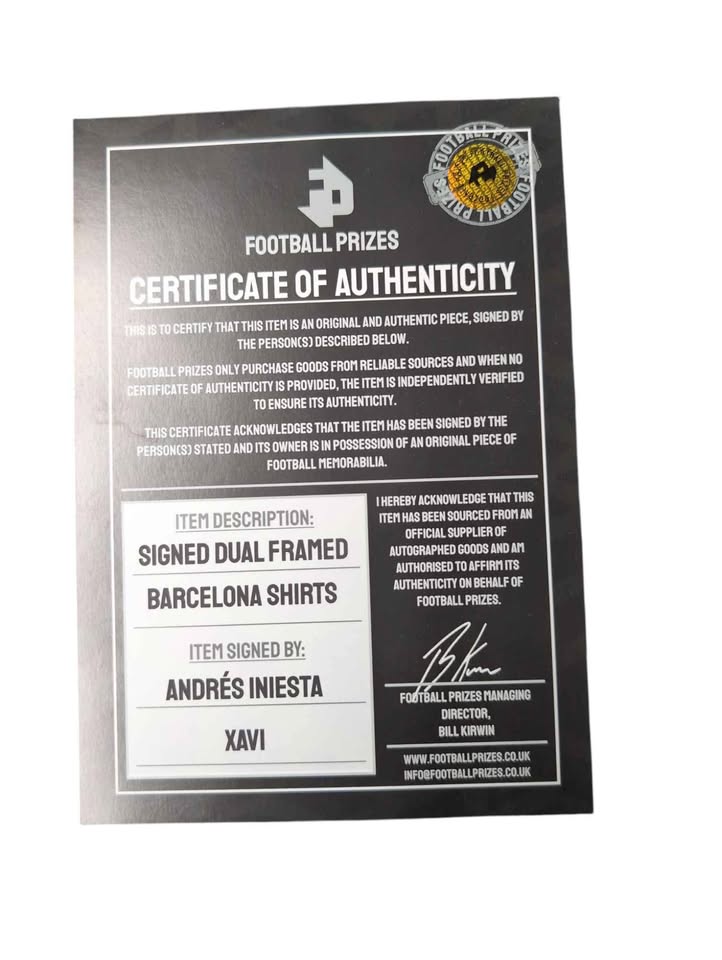 FOOTBALL PRIZES
FOOTBALL PRIZES
FOOTBALL PRIZES
CERTIFICATE OF AUTHENTICITY
THIS IS TO CERTIFY THAT THIS ITEM IS AN ORIGINAL AND AUTHENTIC PIECE, SIGNED BY
THE PERSON(S) DESCRIBED BELOW.
FOOTBALL PRIZES ONLY PURCHASE GOODS FROM RELIABLE SOURCES AND WHEN NO
CERTIFICATE OF AUTHENTICITY IS PROVIDED, THE ITEM IS INDEPENDENTLY VERIFIED
TO ENSURE ITS AUTHENTICITY.
THIS CERTIFICATE ACKNOWLEDGES THAT THE ITEM HAS BEEN SIGNED BY THE
PERSON(S) STATED AND ITS OWNER IS IN POSSESSION OF AN ORIGINAL PIECE OF
FOOTBALL MEMORABILIA.
ITEM DESCRIPTION:
SIGNED DUAL FRAMED
BARCELONA SHIRTS
ITEM SIGNED BY:
ANDRÉS INIESTA
XAVI
I HEREBY ACKNOWLEDGE THAT THIS
ITEM HAS BEEN SOURCED FROM AN
OFFICIAL SUPPLIER OF
AUTOGRAPHED GOODS AND AM
AUTHORISED TO AFFIRM ITS
AUTHENTICITY ON BEHALF OF
FOOTBALL PRIZES.
FOOTBALL PRIZES MANAGING
DIRECTOR,
BILL KIRWIN
WWW.FOOTBALLPRIZES.CO.UK
INFO@FOOTBALLPRIZES.CO.UK